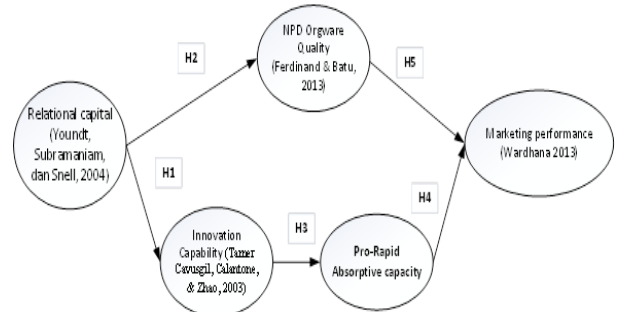 NPD Orgware
Quality
(Ferdinand & Batu,
2013)
H2
H5
Relational capital
(Youndt,
Subramaniam,
dan Snell, 2004)
Marketing performance
(Wardhana 2013)
H1
H4
H3
Innovation
Capability (Tamer
Cavusgil, Calantone,
& Zhao, 2003)
Pro-Rapid
Absorptive capacity